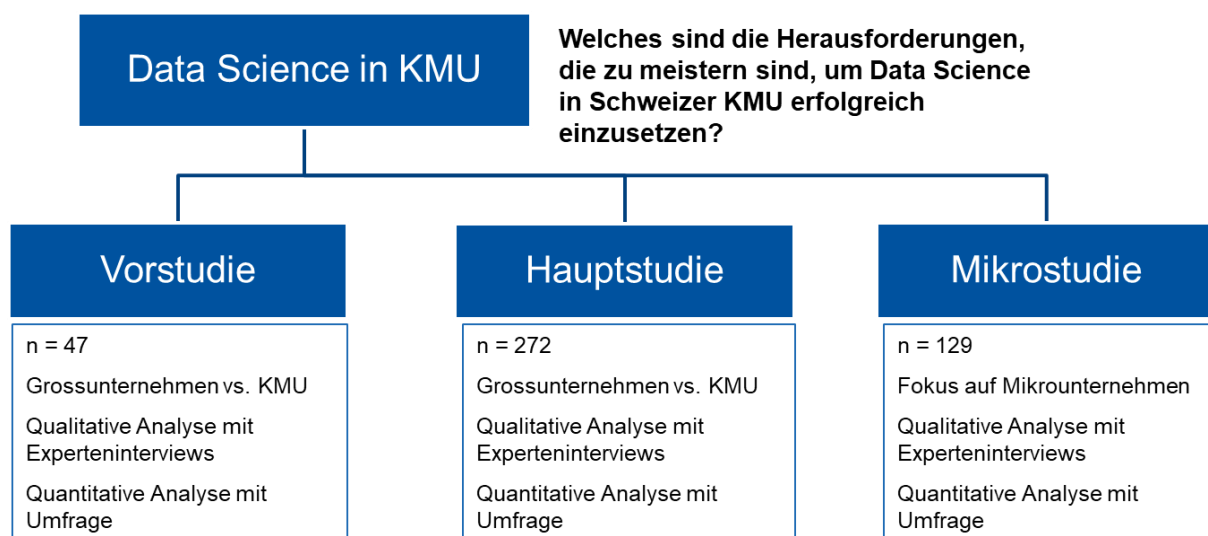 Data Science in KMU
Welches sind die Herausforderungen,
die zu meistern sind, um Data Science
in Schweizer KMU erfolgreich
einzusetzen?
Vorstudie
n = 47
Grossunternehmen vs. KMU
Qualitative Analyse mit
Experteninterviews
Quantitative Analyse mit
Umfrage
Hauptstudie
n = 272
Grossunternehmen vs. KMU
Qualitative Analyse mit
Experteninterviews
Quantitative Analyse mit
Umfrage
Mikrostudie
n = 129
Fokus auf Mikrounternehmen
Qualitative Analyse mit
Experteninterviews
Quantitative Analyse mit
Umfrage